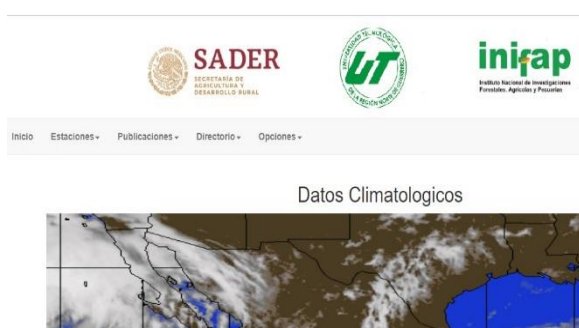 SADER
SECRETARÍA DE
AGRICULTURA Y
DESARROLLO RURAL
UT
inifap
Instituto Nacional de Investigaciones
Forestales, Agrícolas y Pecuarias
Inicio Estaciones Publicaciones Directorio Opciones
Datos Climatologicos